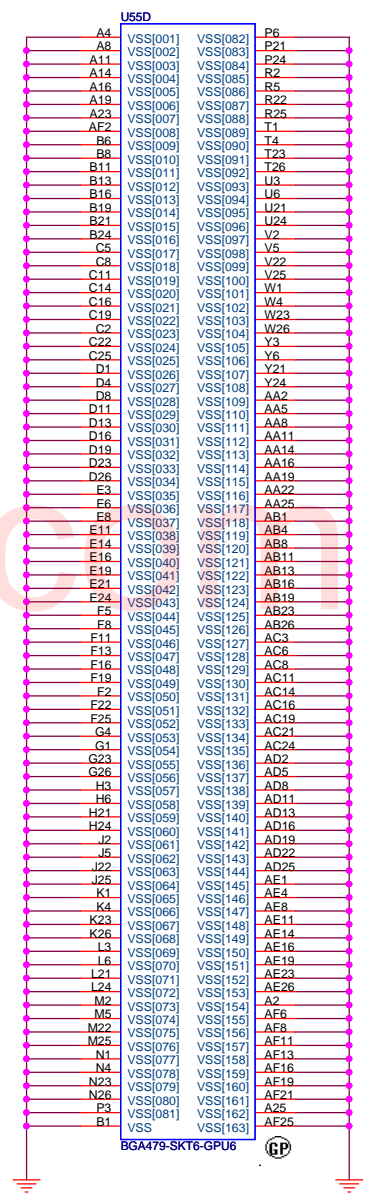 U55D
A4 VSS[001] VSS[082] P6
A8 VSS[002] VSS[083] P21
A11 VSS[003] VSS[084] P24
A14 VSS[004] VSS[085] R2
A16 VSS[005] VSS[086] R5
A19 VSS[006] VSS[087] R22
A23 VSS[007] VSS[088] R25
AF2 VSS[008] VSS[089] T1
B6 VSS[009] VSS[090] T4
B8 VSS[010] VSS[091] T23
B11 VSS[011] VSS[092] T26
B13 VSS[012] VSS[093] U3
B16 VSS[013] VSS[094] U6
B19 VSS[014] VSS[095] U21
B21 VSS[015] VSS[096] U24
B24 VSS[016] VSS[097] V2
C5 VSS[017] VSS[098] V5
C8 VSS[018] VSS[099] V22
C11 VSS[019] VSS[100] V25
C14 VSS[020] VSS[101] W1
C16 VSS[021] VSS[102] W4
C19 VSS[022] VSS[103] W23
C2 VSS[023] VSS[104] W26
C22 VSS[024] VSS[105] Y3
C25 VSS[025] VSS[106] Y6
D1 VSS[026] VSS[107] Y21
D4 VSS[027] VSS[108] Y24
D8 VSS[028] VSS[109] AA2
D11 VSS[029] VSS[110] AA5
D13 VSS[030] VSS[111] AA8
D16 VSS[031] VSS[112] AA11
D19 VSS[032] VSS[113] AA14
D23 VSS[033] VSS[114] AA16
D26 VSS[034] VSS[115] AA19
E3 VSS[035] VSS[116] AA22
E6 VSS[036] VSS[117] AA25
E8 VSS[037] VSS[118] AB1
E11 VSS[038] VSS[119] AB4
E14 VSS[039] VSS[120] AB8
E16 VSS[040] VSS[121] AB11
E19 VSS[041] VSS[122] AB13
E21 VSS[042] VSS[123] AB16
E24 VSS[043] VSS[124] AB19
F5 VSS[044] VSS[125] AB23
F8 VSS[045] VSS[126] AB26
F11 VSS[046] VSS[127] AC3
F13 VSS[047] VSS[128] AC6
F16 VSS[048] VSS[129] AC8
F19 VSS[049] VSS[130] AC11
F2 VSS[050] VSS[131] AC14
F22 VSS[051] VSS[132] AC16
F25 VSS[052] VSS[133] AC19
G4 VSS[053] VSS[134] AC21
G1 VSS[054] VSS[135] AC24
G23 VSS[055] VSS[136] AD2
G26 VSS[056] VSS[137] AD5
H3 VSS[057] VSS[138] AD8
H6 VSS[058] VSS[139] AD11
H21 VSS[059] VSS[140] AD13
H24 VSS[060] VSS[141] AD16
J2 VSS[061] VSS[142] AD19
J5 VSS[062] VSS[143] AD22
J22 VSS[063] VSS[144] AD25
J25 VSS[064] VSS[145] AE1
K1 VSS[065] VSS[146] AE4
K4 VSS[066] VSS[147] AE8
K23 VSS[067] VSS[148] AE11
K26 VSS[068] VSS[149] AE14
L3 VSS[069] VSS[150] AE16
L6 VSS[070] VSS[151] AE19
L21 VSS[071] VSS[152] AE23
L24 VSS[072] VSS[153] AE26
M2 VSS[073] VSS[154] A2
M5 VSS[074] VSS[155] AF6
M22 VSS[075] VSS[156] AF8
M25 VSS[076] VSS[157] AF11
N1 VSS[077] VSS[158] AF13
N4 VSS[078] VSS[159] AF16
N23 VSS[079] VSS[160] AF19
N26 VSS[080] VSS[161] AF21
P3 VSS[081] VSS[162] A25
B1 VSS VSS[163] AF25
BGA479-SKT6-GPU6
GP
com